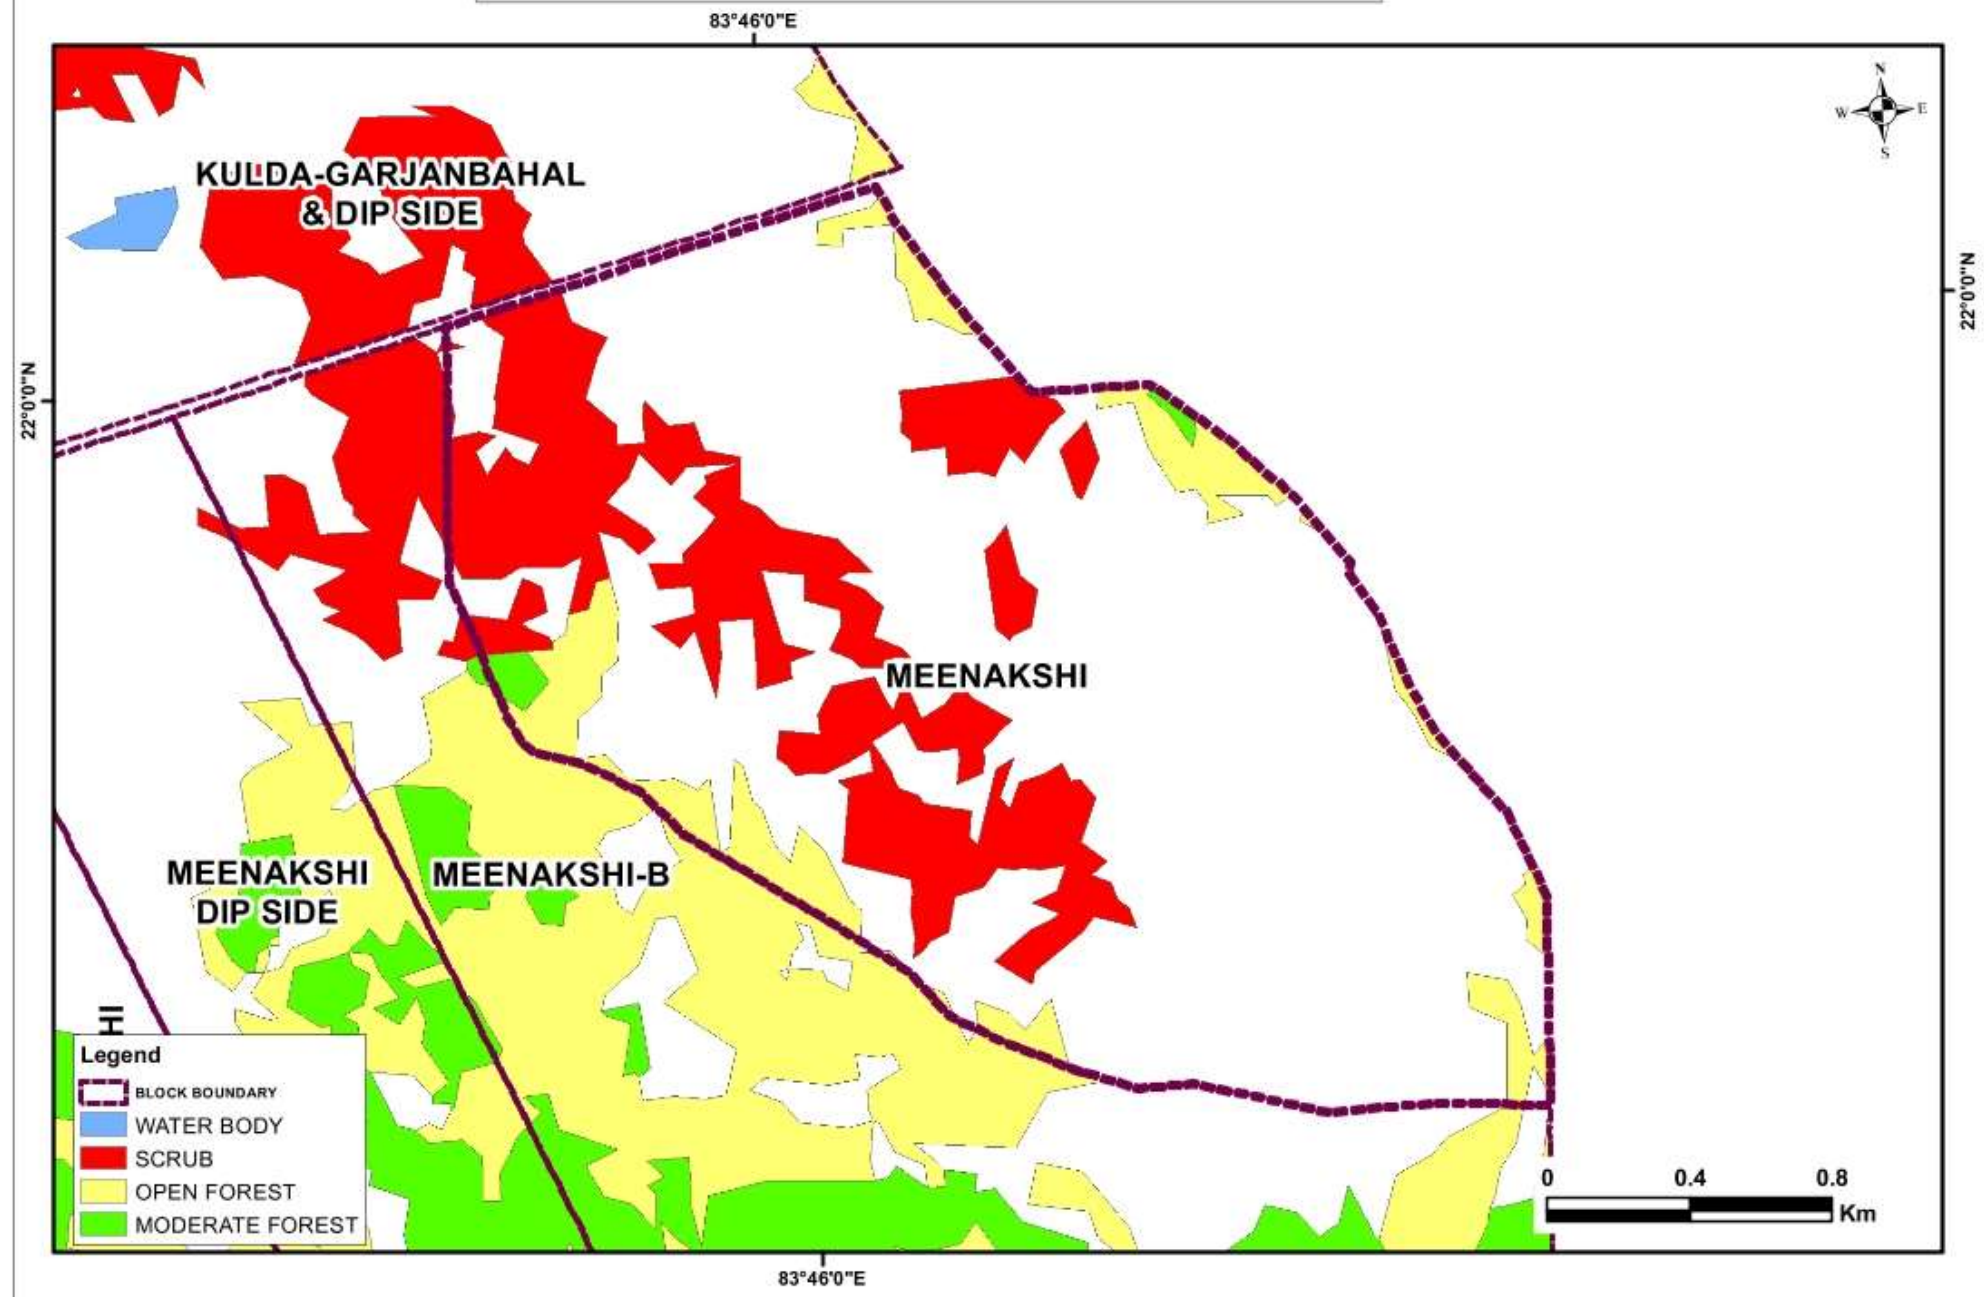 83°46'0"E
N
W E
S
KULDA-GARJANBAHAL
& DIP SIDE
22°0'0"N
22°0'0"N
MEENAKSHI
MEENAKSHI
DIP SIDE
MEENAKSHI-B
HI
Legend
BLOCK BOUNDARY
WATER BODY
SCRUB
OPEN FOREST
MODERATE FOREST
0 0.4 0.8
Km
83°46'0"E